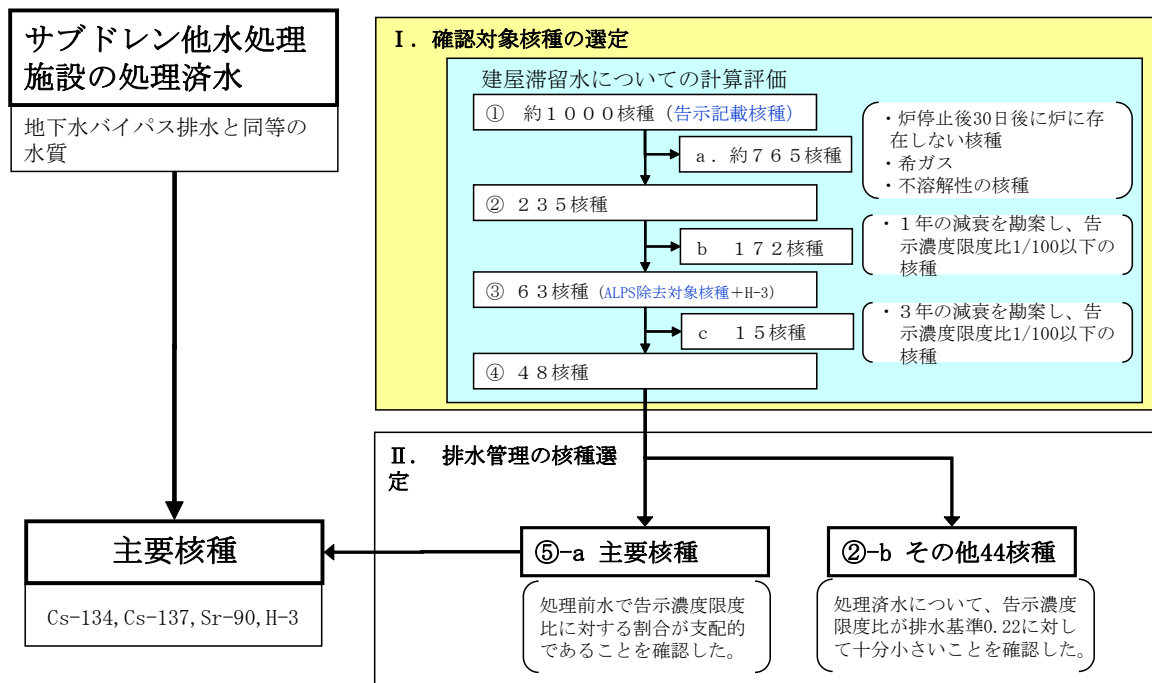 サブドレン他水処理
施設の処理済水
地下水バイパス排水と同等の
水質
主要核種
Cs-134,Cs-137,Sr-90,H-3
Ⅰ．確認対象核種の選定
建屋滞留水についての計算評価
① 約１０００核種（告示記載核種）
ａ．約７６５核種
・炉停止後30日後に炉に存
在しない核種
・希ガス
・不溶解性の核種
② ２３５核種
ｂ １７２核種
・１年の減衰を勘案し、告
示濃度限度比1/100以下の
核種
③ ６３核種（ALPS除去対象核種＋H-3）
ｃ １５核種
・３年の減衰を勘案し、告
示濃度限度比1/100以下の
核種
④ ４８核種
Ⅱ． 排水管理の核種選
定
⑤-a 主要核種
処理前水で告示濃度限度
比に対する割合が支配的
であることを確認した。
②-b その他44核種
処理済水について、告示濃度
限度比が排水基準0.22に対し
て十分小さいことを確認した。